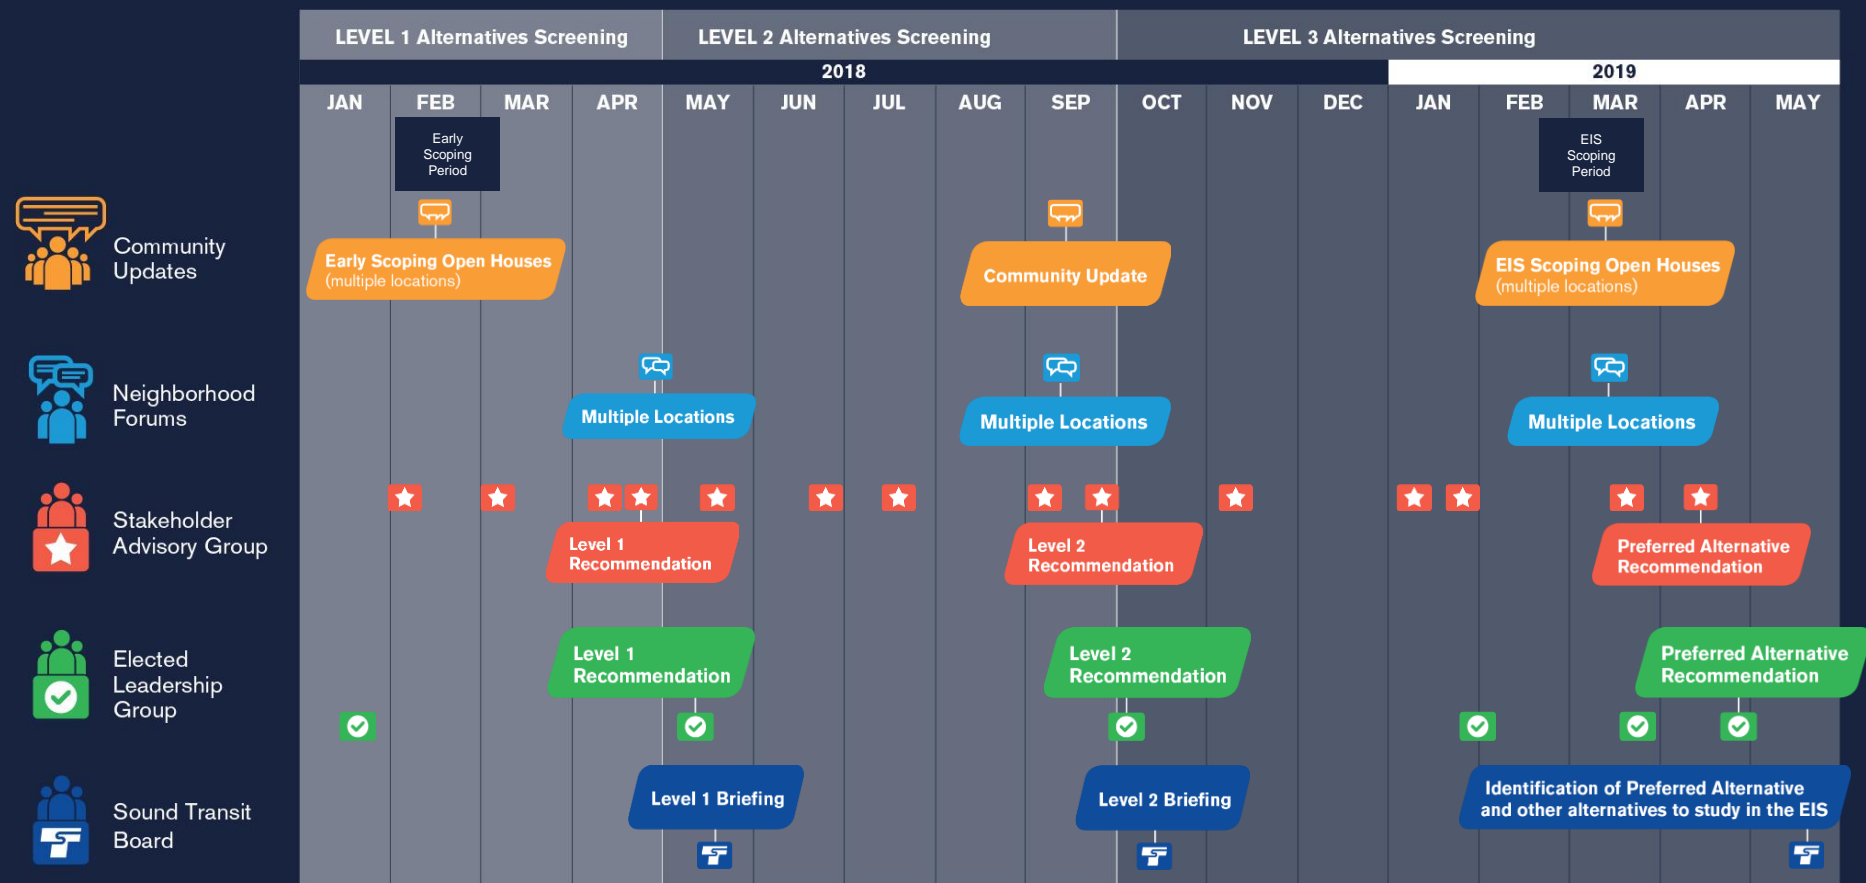 LEVEL 1 Alternatives Screening
LEVEL 2 Alternatives Screening
LEVEL 3 Alternatives Screening
2018
2019
JAN
FEB
MAR
APR
MAY
JUN
JUL
AUG
SEP
OCT
NOV
DEC
JAN
FEB
MAR
APR
MAY
Early
Scoping
Period
EIS
Scoping
Period
Community
Updates
Early Scoping Open Houses
(multiple locations)
Community Update
EIS Scoping Open Houses
(multiple locations)
Neighborhood
Forums
Multiple Locations
Multiple Locations
Multiple Locations
Stakeholder
Advisory Group
Level 1
Recommendation
Level 2
Recommendation
Preferred Alternative
Recommendation
Elected
Leadership
Group
Level 1
Recommendation
Level 2
Recommendation
Preferred Alternative
Recommendation
Sound Transit
Board
Level 1 Briefing
Level 2 Briefing
Identification of Preferred Alternative
and other alternatives to study in the EIS